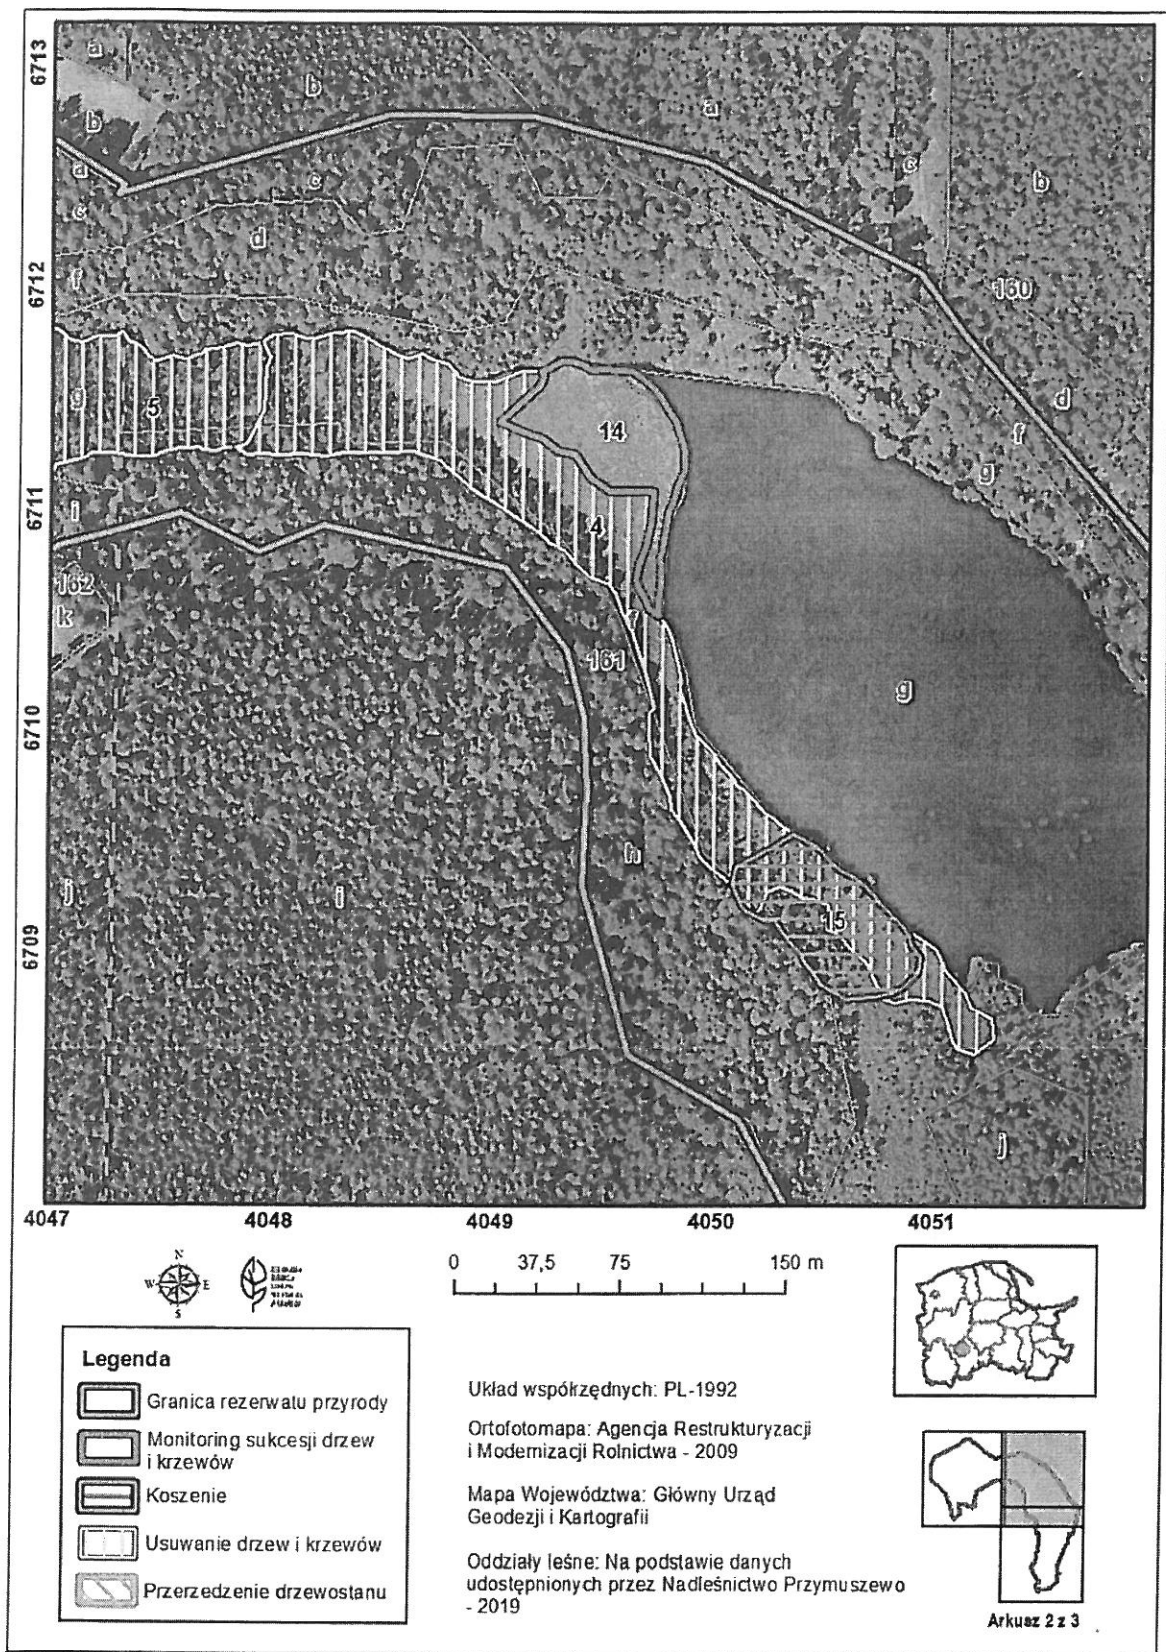 6713
a
b
b
a
a
c
c
b
c
d
f
6712
160
d
f
g
g
5
14
6711
i
4
162
k
161
g
6710
h
j
i
15
6709
j
4047
4048
4049
4050
4051
N
W
E
S
0
37,5
75
150 m
Legenda
Granica rezerwatu przyrody
Monitoring sukcesji drzew
i krzewów
Koszenie
Usuwanie drzew i krzewów
Przerzedzenie drzewostanu
Układ współrzędnych: PL-1992
Ortofotomapa: Agencja Restrukturyzacji
i Modernizacji Rolnictwa - 2009
Mapa Województwa: Główny Urząd
Geodezji i Kartografii
Oddziały leśne: Na podstawie danych
udostępnionych przez Nadleśnictwo Przymuszewo
- 2019
Arkusz 2 z 3